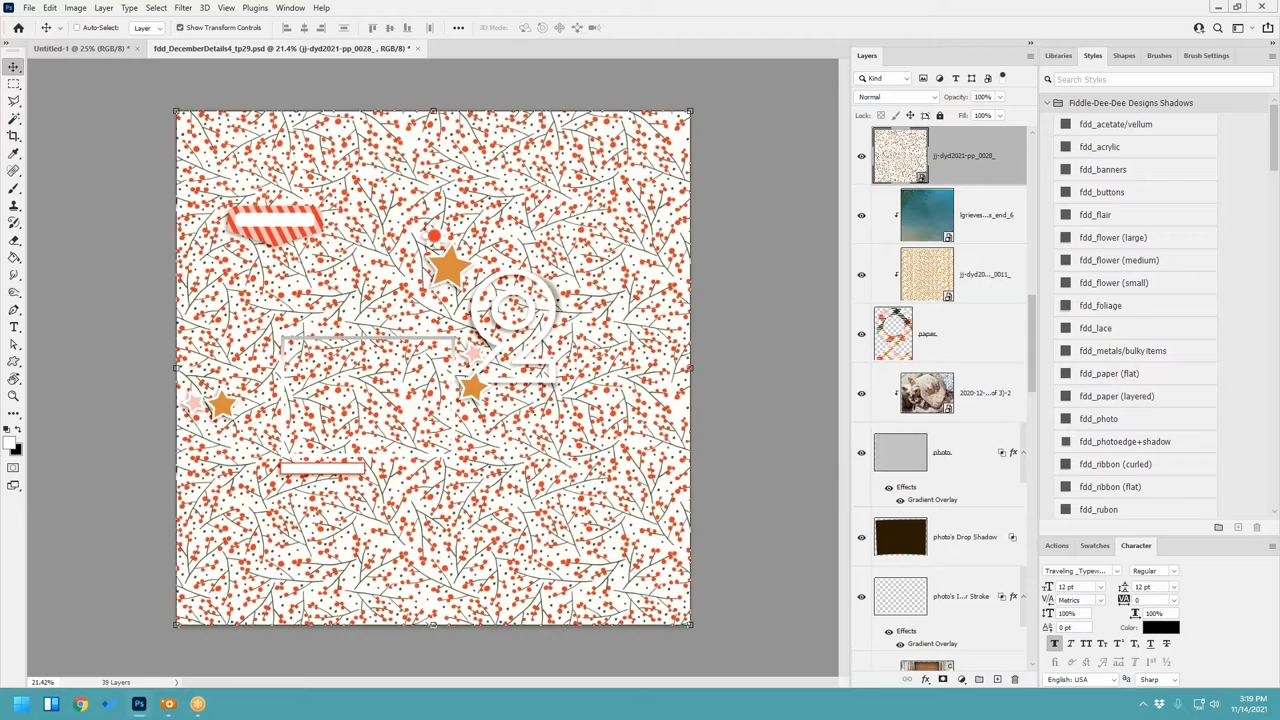 File Edit Image Layer Type Select Filter 3D View Plugins Window Help
Auto-Select: Layer Show Transform Controls 3D Mode:
Untitled-1 @ 25% (RGB/8) * × fdd_DecemberDetails4_tp29.psd @ 21.4% (jj-dyd2021-pp_0028_, RGB/8) * ×
Layers
Kind
Normal Opacity: 100%
Lock: Fill: 100%
jj-dyd2021-pp_0028_
lgrieves...s_end_6
jj-dyd20..._0011_
paper
2020-12-...of 3)-2
photo fx
Effects
Gradient Overlay
photo's Drop Shadow
photo's I...r Stroke fx
Effects
Gradient Overlay
Libraries Styles Shapes Brushes Brush Settings
Search Styles
Fiddle-Dee-Dee Designs Shadows
fdd_acetate/vellum
fdd_acrylic
fdd_banners
fdd_buttons
fdd_flair
fdd_flower (large)
fdd_flower (medium)
fdd_flower (small)
fdd_foliage
fdd_lace
fdd_metals/bulky items
fdd_paper (flat)
fdd_paper (layered)
fdd_photo
fdd_photoedge+shadow
fdd_ribbon (curled)
fdd_ribbon (flat)
fdd_rubon
Actions Swatches Character
Traveling _Typew... Regular
12 pt 12 pt
Metrics 0
100% 100%
0 pt Color:
English: USA Sharp
21.42% 39 Layers
3:19 PM
11/14/2021